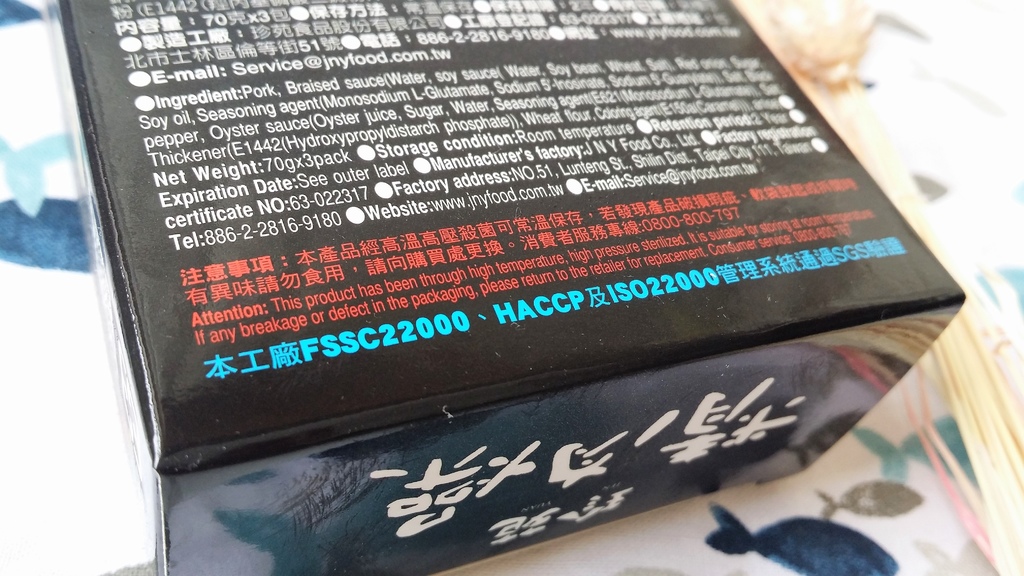 粉(E1442
內容量：70克x3包●保存方法：
●製造工廠：珍苑食品股份有限公司●工廠登記證：63-022317
北市士林區倫等街51號●電話：886-2-2816-9180 www.jnyfood.com.tw
●E-mail: Service@jnyfood.com.tw
●Ingredient:Pork, Braised sauce(Water, soy sauce( Water, Soy bean, Wheat, Salt,
Soy oil, Seasoning agent(Monosodium L-Glutamate, Sodium
pepper, Oyster sauce(Oyster juice, Sugar, Water, Seasoning agent(E621(Monosodium L-Glutamate),
Thickener(E1442(Hydroxypropyldistarch phosphate)), Wheat flour,
Net Weight:70gx3pack ●Storage condition:Room temperature
Expiration Date:See outer label ●Manufacturer's factory:J N Y Food Co., Ltd. ●Factory registration
certificate NO:63-022317 ●Factory address:NO.51, Lunteng St., Shilin Dist., Taipei City 111, Taiwan
Tel:886-2-2816-9180 ●Website:www.jnyfood.com.tw ●E-mail:Service@jnyfood.com.tw
注意事項：本產品經高溫高壓殺菌可常溫保存，若發現產品破損瑕疵、
有異味請勿食用，請向購買處更換。消費者服務專線:0800-800-797
Attention: This product has been through high temperature, high pressure sterilized. It is suitable for storing at room temperature.
If any breakage or defect in the packaging, please return to the retailer for replacement. Consumer service: 0800-800-797
本工廠FSSC22000、HACCP及ISO22000管理系統通過SGS驗證
珍苑